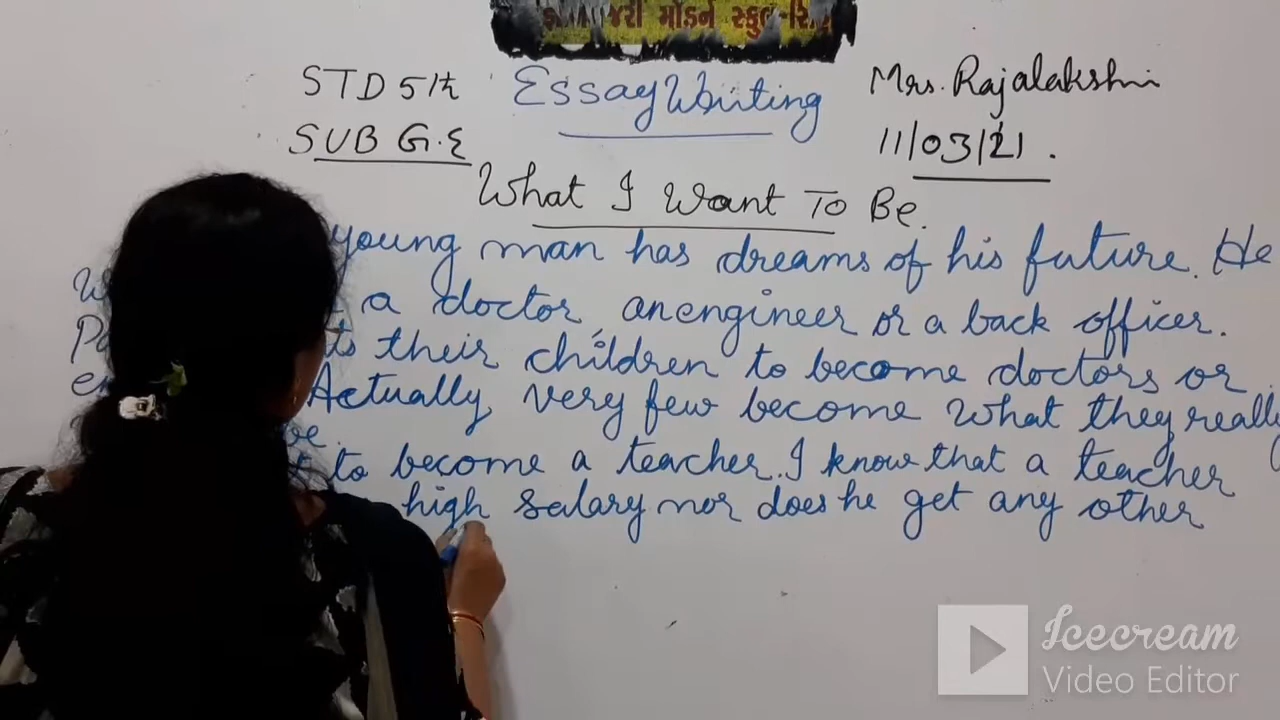 મોડર્ન સ્કુલ
STD 5th
Essay Writing
Mrs. Rajalakshmi
SUB G.E
11/03/21.
What I Want To Be.
young man has dreams of his future. He
a doctor, an engineer or a back officer.
their children to become doctors or
Actually, very few become what they really
be.
to become a teacher. I know that a teacher
high salary nor does he get any other
Icecream
Video Editor